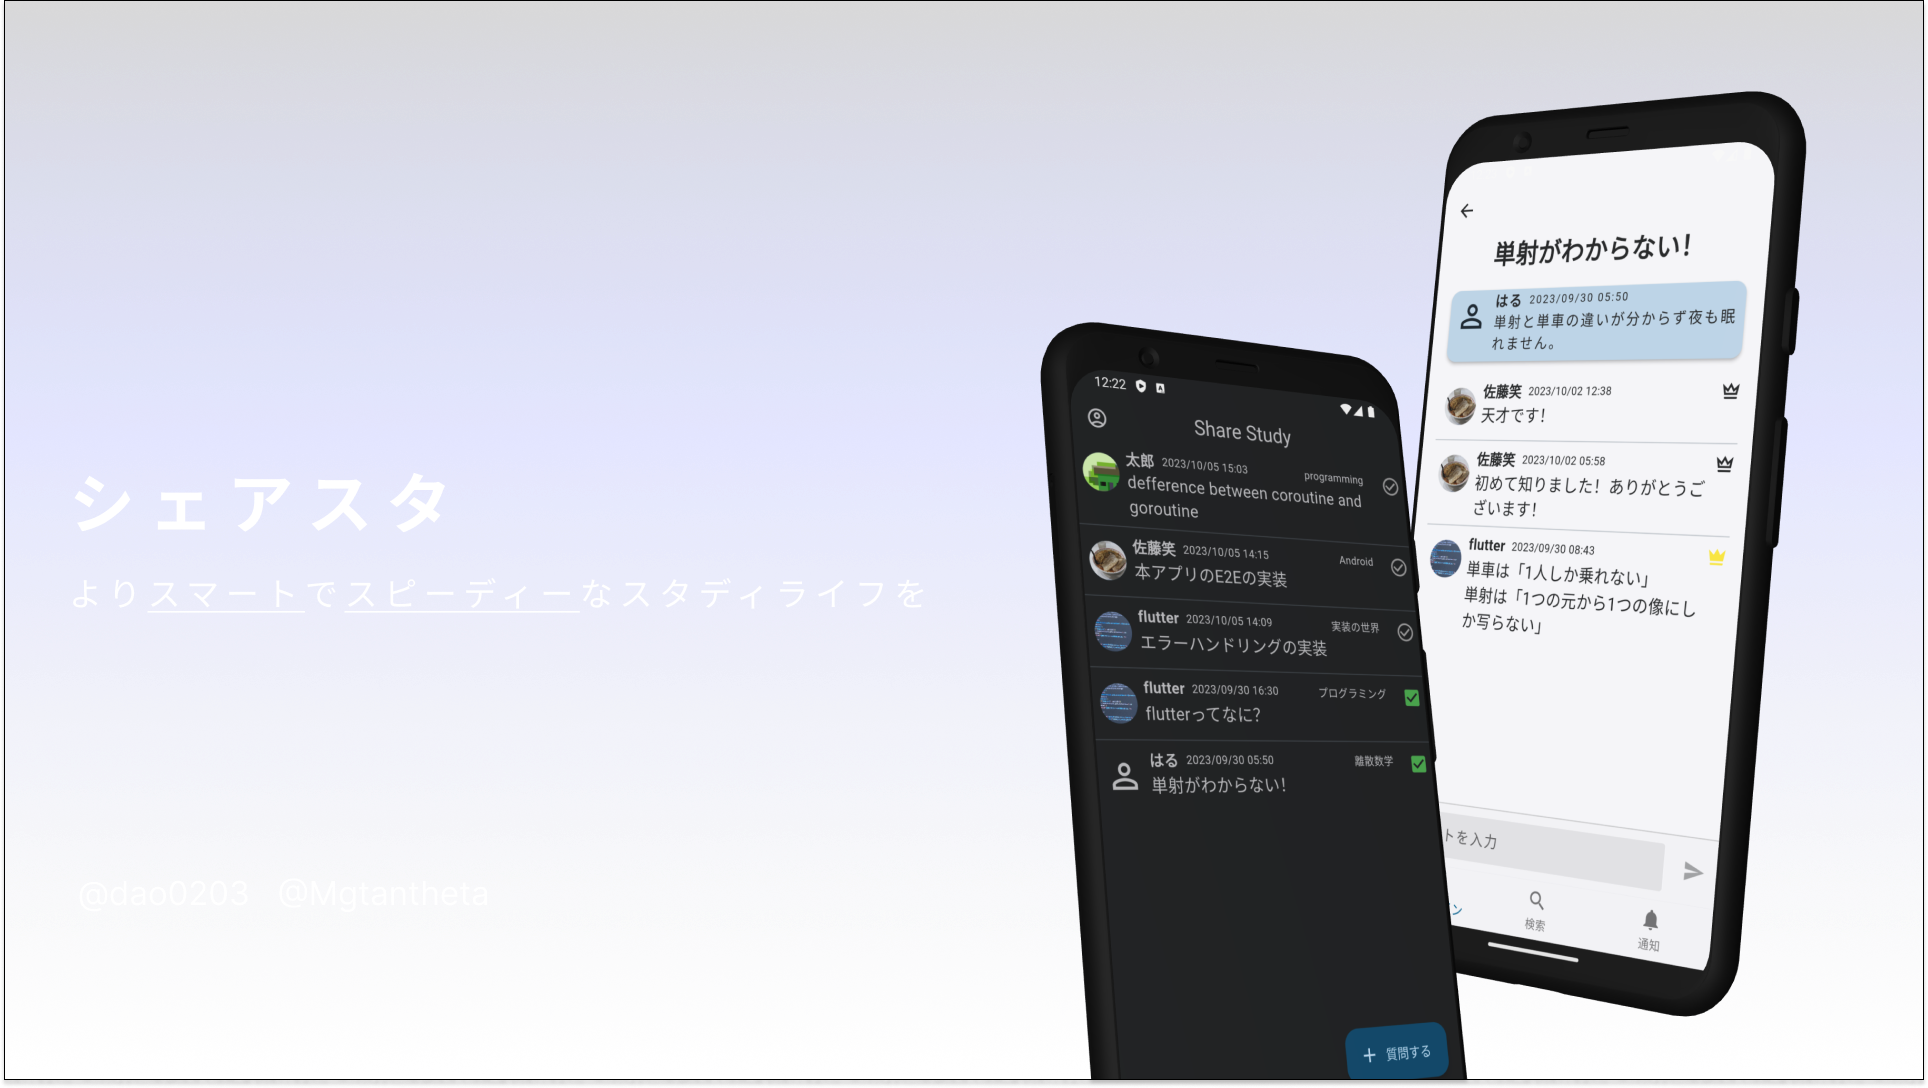 シェアスタ
よりスマートでスピーディーなスタディライフを
@dao0203 @Mgtantheta
12:22
Share Study
太郎 2023/10/05 15:03 programming
defference between coroutine and
goroutine
佐藤笑 2023/10/05 14:15 Android
本アプリのE2Eの実装
flutter 2023/10/05 14:09 実装の世界
エラーハンドリングの実装
flutter 2023/09/30 16:30 プログラミング
flutterってなに？
はる 2023/09/30 05:50 離散数学
単射がわからない！
+ 質問する
単射がわからない！
はる 2023/09/30 05:50
単射と単車の違いが分からず夜も眠
れません。
佐藤笑 2023/10/02 12:38
天才です！
佐藤笑 2023/10/02 05:58
初めて知りました！ありがとうご
ざいます！
flutter 2023/09/30 08:43
単車は「1人しか乗れない」
単射は「1つの元から1つの像にし
か写らない」
トを入力
ン 検索 通知